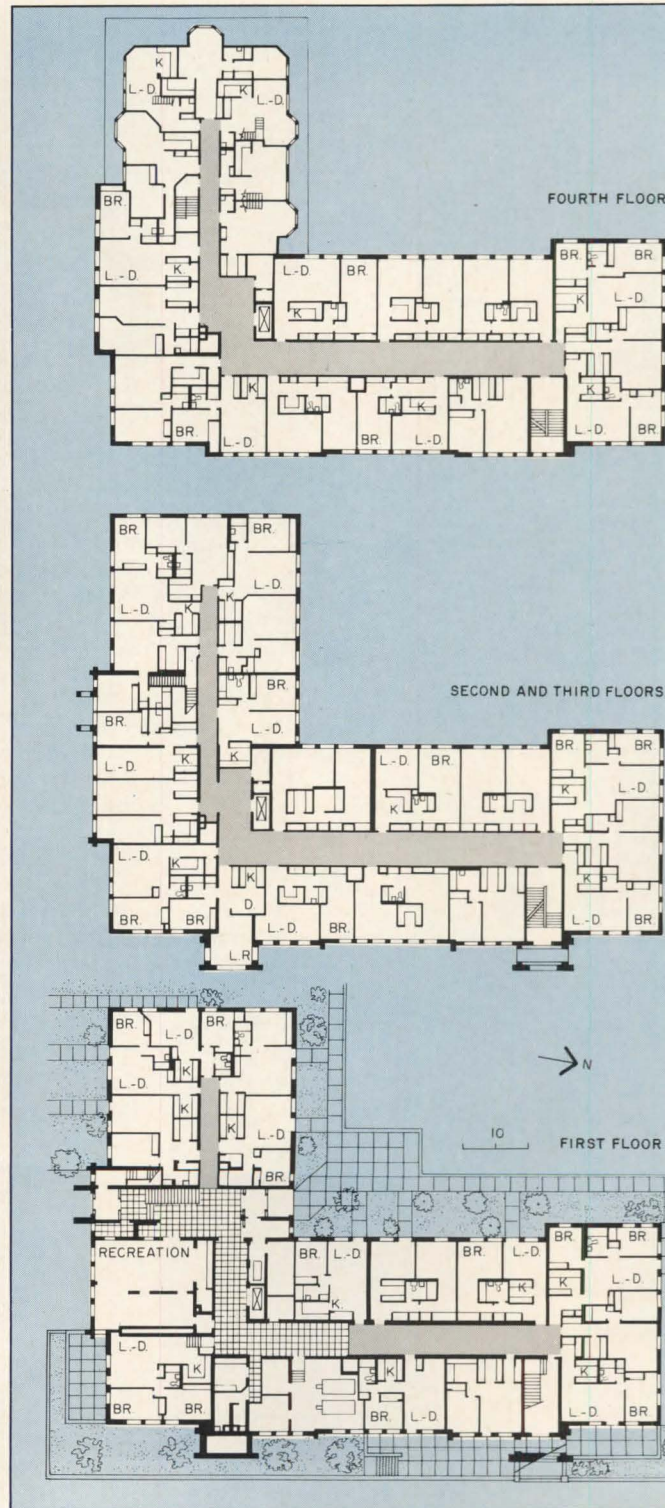 K
L.-D. K L.-D.
FOURTH FLOOR
BR.
L.-D. K. L.-D. BR. BR.
L.-D.
K
K K K
BR. L.-D. BR. L.-D. L.-D. BR.
BR. BR.
L.-D.
L.-D. K K
BR. SECOND AND THIRD FLOORS
BR. L.-D.
L.-D. K K L.-D. BR. BR. BR.
K L.-D.
K
L.-D. K
K K
D.
BR. BR L.-D. BR. L.-D. BR.
L.R
BR. L.-D. BR.
L.-D. K
K K
N
L.-D. 10 FIRST FLOOR
BR.
RECREATION BR. L.-D. BR. L.-D. BR. BR.
K L.-D.
K
K.
L.-D.
K K K
BR. BR. BR. L.-D. L.-D. BR.